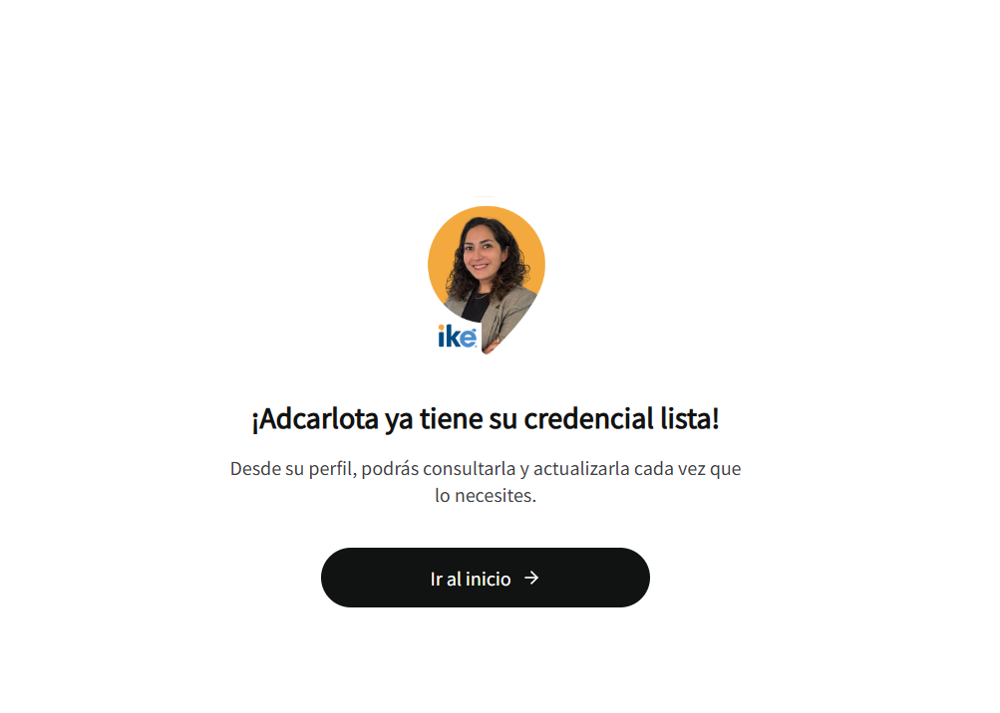 ike
¡Adcarlota ya tiene su credencial lista!
Desde su perfil, podrás consultarla y actualizarla cada vez que
lo necesites.
Ir al inicio →